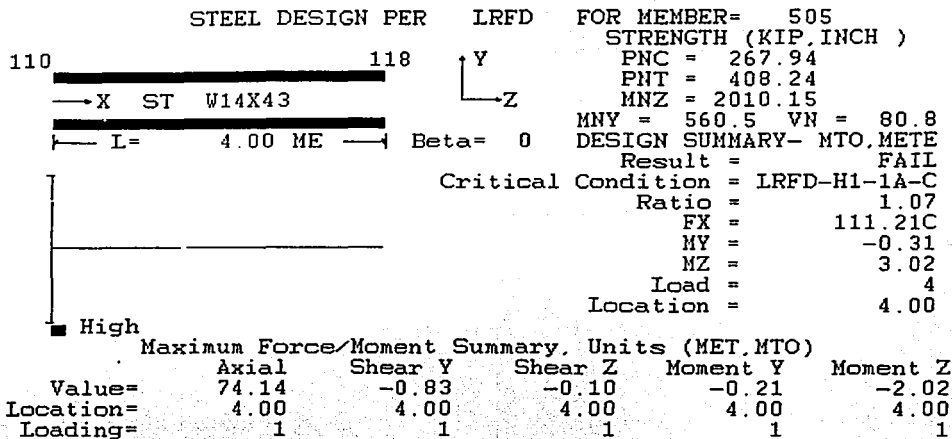 STEEL DESIGN PER LRFD FOR MEMBER= 505
STRENGTH (KIP,INCH )
110 118 Y PNC = 267.94
PNT = 408.24
X ST W14X43 Z MNZ = 2010.15
MNY = 560.5 VN = 80.8
L= 4.00 ME Beta= 0 DESIGN SUMMARY- MTO,METE
Result = FAIL
Critical Condition = LRFD-H1-1A-C
Ratio = 1.07
FX = 111.21C
MY = -0.31
MZ = 3.02
Load = 4
Location = 4.00
High
Maximum Force/Moment Summary, Units (MET,MTO)
Axial Shear Y Shear Z Moment Y Moment Z
Value= 74.14 -0.83 -0.10 -0.21 -2.02
Location= 4.00 4.00 4.00 4.00 4.00
Loading= 1 1 1 1 1